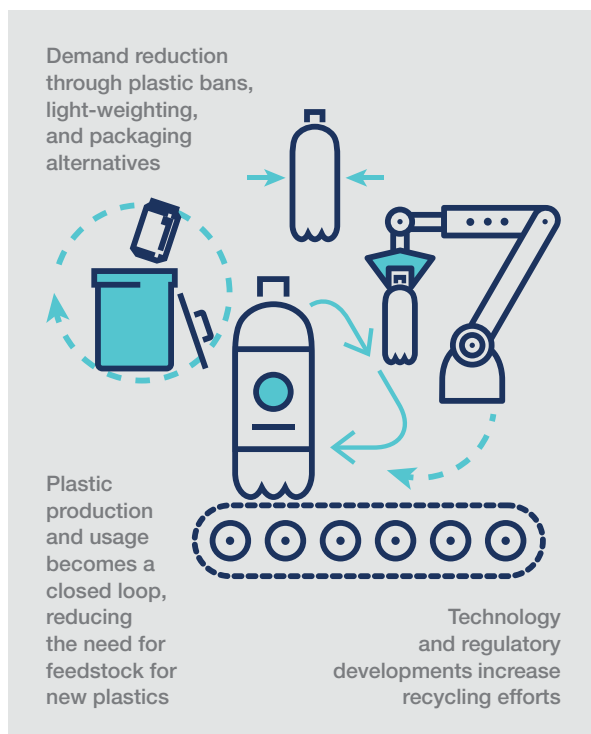 Demand reduction
through plastic bans,
light-weighting,
and packaging
alternatives
Plastic
production
and usage
becomes a
closed loop,
reducing
the need for
feedstock for
new plastics
Technology
and regulatory
developments increase
recycling efforts